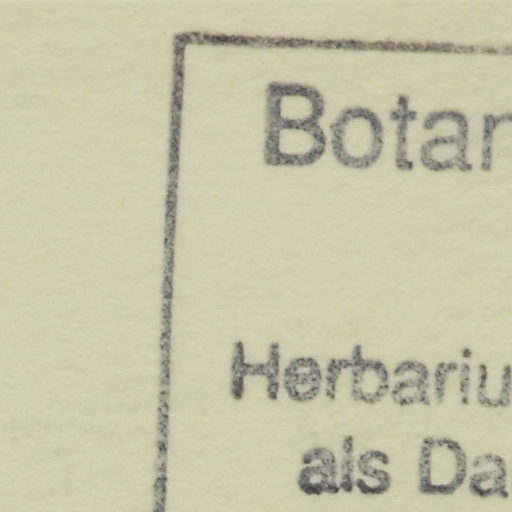 Botan
Herbariu
als Da